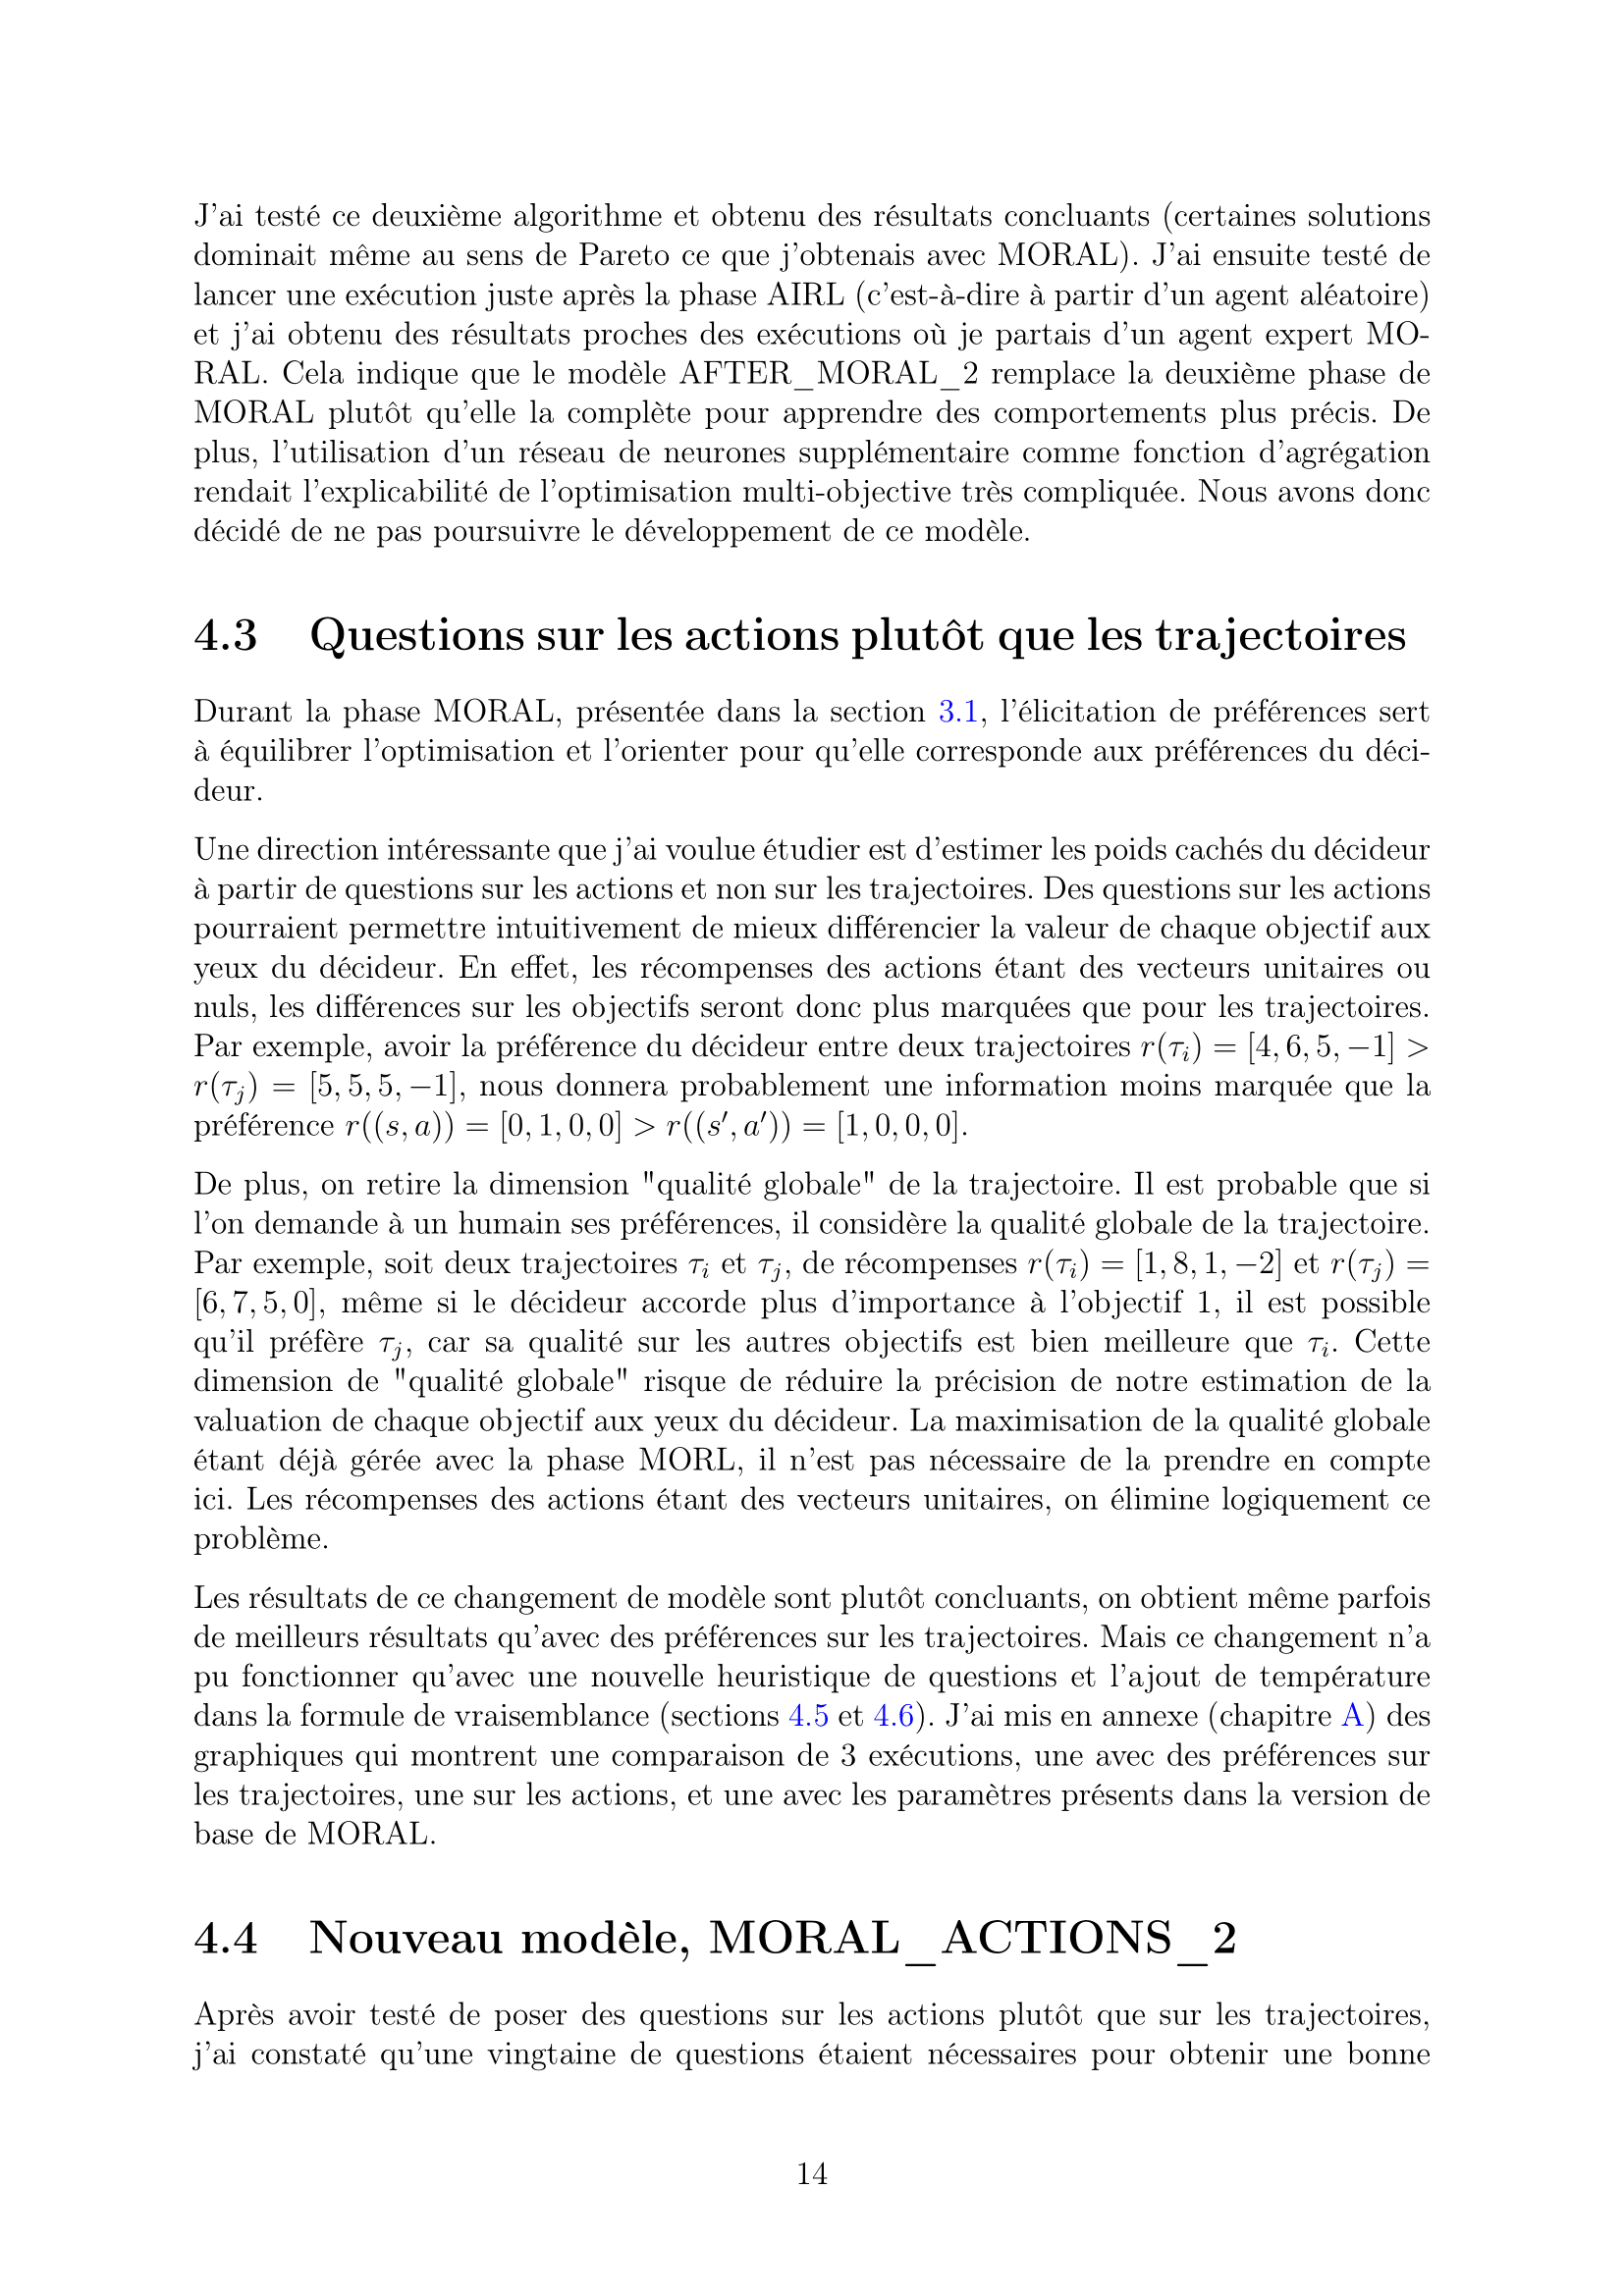 J'ai testé ce deuxième algorithme et obtenu des résultats concluants (certaines solutions
dominait même au sens de Pareto ce que j'obtenais avec MORAL). J'ai ensuite testé de
lancer une exécution juste après la phase AIRL (c'est-à-dire à partir d'un agent aléatoire)
et j'ai obtenu des résultats proches des exécutions où je partais d'un agent expert MO-
RAL. Cela indique que le modèle AFTER_MORAL_2 remplace la deuxième phase de
MORAL plutôt qu'elle la complète pour apprendre des comportements plus précis. De
plus, l'utilisation d'un réseau de neurones supplémentaire comme fonction d'agrégation
rendait l'explicabilité de l'optimisation multi-objective très compliquée. Nous avons donc
décidé de ne pas poursuivre le développement de ce modèle.
4.3 Questions sur les actions plutôt que les trajectoires
Durant la phase MORAL, présentée dans la section 3.1, l'élicitation de préférences sert
à équilibrer l'optimisation et l'orienter pour qu'elle corresponde aux préférences du déci-
deur.
Une direction intéressante que j'ai voulue étudier est d'estimer les poids cachés du décideur
à partir de questions sur les actions et non sur les trajectoires. Des questions sur les actions
pourraient permettre intuitivement de mieux différencier la valeur de chaque objectif aux
yeux du décideur. En effet, les récompenses des actions étant des vecteurs unitaires ou
nuls, les différences sur les objectifs seront donc plus marquées que pour les trajectoires.
Par exemple, avoir la préférence du décideur entre deux trajectoires r(τᵢ) = [4, 6, 5, −1] >
r(τⱼ) = [5, 5, 5, −1], nous donnera probablement une information moins marquée que la
préférence r((s, a)) = [0, 1, 0, 0] > r((s′, a′)) = [1, 0, 0, 0].
De plus, on retire la dimension "qualité globale" de la trajectoire. Il est probable que si
l'on demande à un humain ses préférences, il considère la qualité globale de la trajectoire.
Par exemple, soit deux trajectoires τᵢ et τⱼ, de récompenses r(τᵢ) = [1, 8, 1, −2] et r(τⱼ) =
[6, 7, 5, 0], même si le décideur accorde plus d'importance à l'objectif 1, il est possible
qu'il préfère τⱼ, car sa qualité sur les autres objectifs est bien meilleure que τᵢ. Cette
dimension de "qualité globale" risque de réduire la précision de notre estimation de la
valuation de chaque objectif aux yeux du décideur. La maximisation de la qualité globale
étant déjà gérée avec la phase MORL, il n'est pas nécessaire de la prendre en compte
ici. Les récompenses des actions étant des vecteurs unitaires, on élimine logiquement ce
problème.
Les résultats de ce changement de modèle sont plutôt concluants, on obtient même parfois
de meilleurs résultats qu'avec des préférences sur les trajectoires. Mais ce changement n'a
pu fonctionner qu'avec une nouvelle heuristique de questions et l'ajout de température
dans la formule de vraisemblance (sections 4.5 et 4.6). J'ai mis en annexe (chapitre A) des
graphiques qui montrent une comparaison de 3 exécutions, une avec des préférences sur
les trajectoires, une sur les actions, et une avec les paramètres présents dans la version de
base de MORAL.
4.4 Nouveau modèle, MORAL_ACTIONS_2
Après avoir testé de poser des questions sur les actions plutôt que sur les trajectoires,
j'ai constaté qu'une vingtaine de questions étaient nécessaires pour obtenir une bonne
14